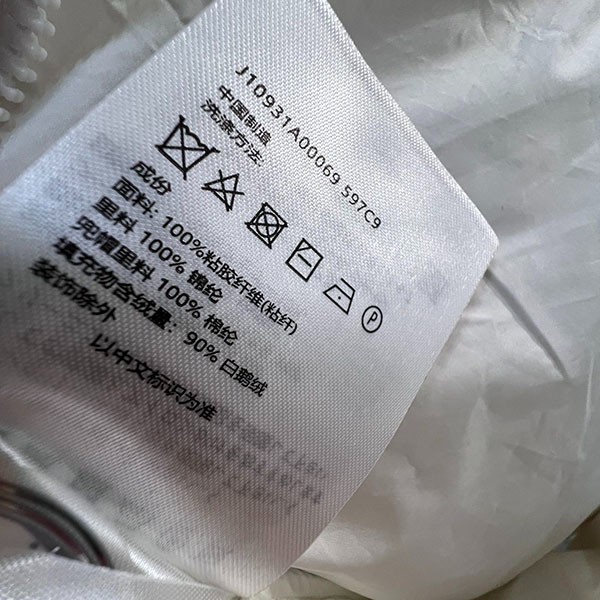 J10931A00069 597C9
中国制造
洗涤方法:
P
成份
面料: 100%粘胶纤维(粘纤)
里料 100% 錦纶
兜帽里料 100% 棉纶
填充物含绒量: 90% 白鹅绒
装饰除外
以中文标识为准